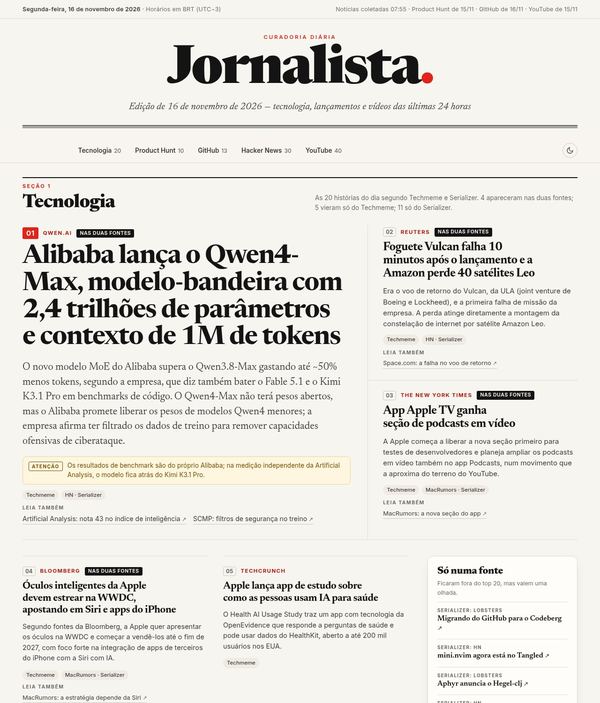 Segunda-feira, 16 de novembro de 2026 · Horários em BRT (UTC−3)
Notícias coletadas 07:55 · Product Hunt de 15/11 · GitHub de 16/11 · YouTube de 15/11
CURADORIA DIÁRIA
Jornalista.
Edição de 16 de novembro de 2026 — tecnologia, lançamentos e vídeos das últimas 24 horas
Tecnologia 20 Product Hunt 10 GitHub 13 Hacker News 30 YouTube 40
SEÇÃO 1
Tecnologia
As 20 histórias do dia segundo Techmeme e Serializer. 4 apareceram nas duas fontes;
5 vieram só do Techmeme; 11 só do Serializer.
01 QWEN.AI NAS DUAS FONTES
Alibaba lança o Qwen4-
Max, modelo-bandeira com
2,4 trilhões de parâmetros
e contexto de 1M de tokens
O novo modelo MoE do Alibaba supera o Qwen3.8-Max gastando até ~50%
menos tokens, segundo a empresa, que diz também bater o Fable 5.1 e o Kimi
K3.1 Pro em benchmarks de código. O Qwen4-Max não terá pesos abertos,
mas o Alibaba promete liberar os pesos de modelos Qwen4 menores; a
empresa afirma ter filtrado os dados de treino para remover capacidades
ofensivas de ciberataque.
ATENÇÃO Os resultados de benchmark são do próprio Alibaba; na medição independente da Artificial
Analysis, o modelo fica atrás do Kimi K3.1 Pro.
Techmeme HN · Serializer
LEIA TAMBÉM
Artificial Analysis: nota 43 no índice de inteligência ↗ SCMP: filtros de segurança no treino ↗
02 REUTERS NAS DUAS FONTES
Foguete Vulcan falha 10
minutos após o lançamento e a
Amazon perde 40 satélites Leo
Era o voo de retorno do Vulcan, da ULA (joint venture de
Boeing e Lockheed), e a primeira falha de missão da
empresa. A perda atinge diretamente a montagem da
constelação de internet por satélite Amazon Leo.
Techmeme HN · Serializer
LEIA TAMBÉM
Space.com: a falha no voo de retorno ↗
03 THE NEW YORK TIMES NAS DUAS FONTES
App Apple TV ganha
seção de podcasts em vídeo
A Apple começa a liberar a nova seção primeiro para
testes de desenvolvedores e planeja ampliar os podcasts
em vídeo também no app Podcasts, num movimento que
a aproxima do terreno do YouTube.
Techmeme MacRumors · Serializer
LEIA TAMBÉM
MacRumors: a nova seção do app ↗
04 BLOOMBERG NAS DUAS FONTES
Óculos inteligentes da Apple
devem estrear na WWDC,
apostando em Siri e apps do iPhone
Segundo fontes da Bloomberg, a Apple quer apresentar
os óculos na WWDC e começar a vendê-los até o fim de
2027, com foco forte na integração de apps de terceiros
do iPhone com a Siri com IA.
Techmeme MacRumors · Serializer
LEIA TAMBÉM
MacRumors: a estratégia depende da Siri ↗
05 TECHCRUNCH
Apple lança app de estudo sobre
como as pessoas usam IA para saúde
O Health AI Usage Study traz um app com tecnologia da
OpenEvidence que responde a perguntas de saúde e
pode usar dados do HealthKit, aberto a até 200 mil
usuários nos EUA.
Techmeme
Só numa fonte
Ficaram fora do top 20, mas valem uma
olhada.
SERIALIZER: LOBSTERS
Migrando do GitHub para o Codeberg
↗
SERIALIZER: HN
mini.nvim agora está no Tangled ↗
SERIALIZER: LOBSTERS
Aphyr anuncia o Hegel-clj ↗
SERIALIZER: HN